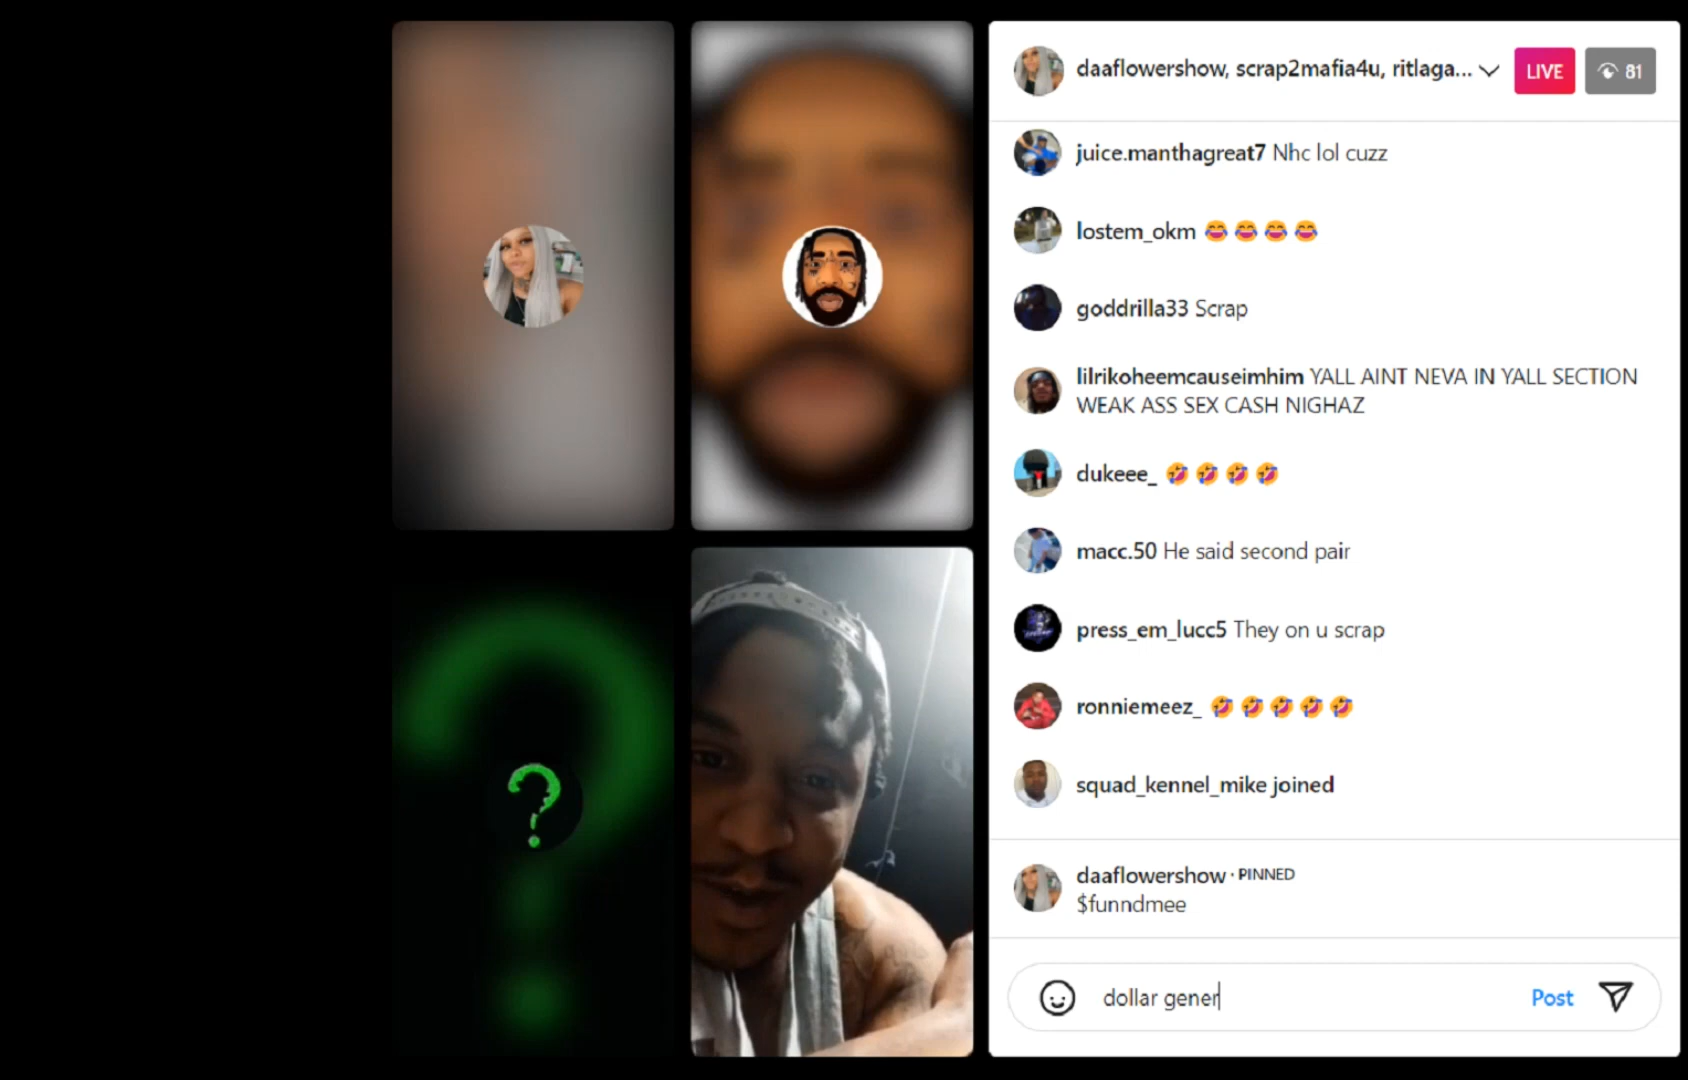 daaflowershow, scrap2mafia4u, ritlaga...
LIVE
81
juice.manthagreat7 Nhc lol cuzz
lostem_okm 😂😂😂😂
goddrilla33 Scrap
lilrikoheemcauseimhim YALL AINT NEVA IN YALL SECTION
WEAK ASS SEX CASH NIGHAZ
dukeee_ 🤣🤣🤣🤣
macc.50 He said second pair
press_em_lucc5 They on u scrap
ronniemeez_ 🤣🤣🤣🤣🤣
squad_kennel_mike joined
daaflowershow · PINNED
$funndmee
dollar gener
Post